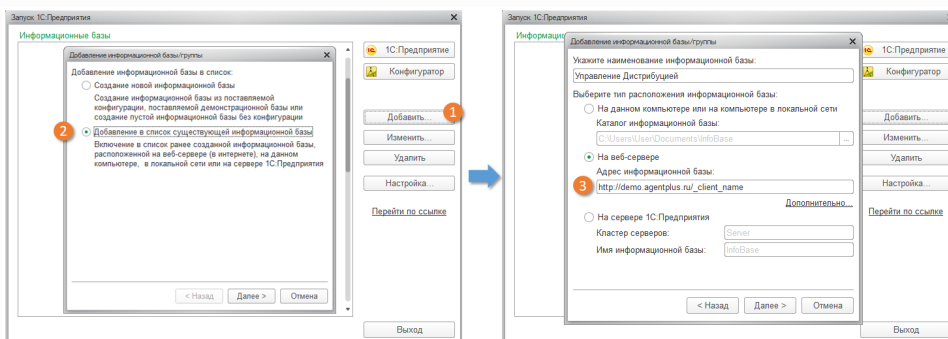 Запуск 1С:Предприятия
Информационные базы
Добавление информационной базы/группы
Добавление информационной базы в список:
Создание новой информационной базы
Создание информационной базы из поставляемой
конфигурации, поставляемой демонстрационной базы или
создание пустой информационной базы без конфигурации
2
Добавление в список существующей информационной базы
Включение в список ранее созданной информационной базы,
расположенной на веб-сервере (в интернете), на данном
компьютере, в локальной сети или на сервере 1С:Предприятия
< Назад
Далее >
Отмена
1С:Предприятие
Конфигуратор
1
Добавить...
Изменить...
Удалить
Настройка...
Перейти по ссылке
Выход
Запуск 1С:Предприятия
Информацио
Добавление информационной базы/группы
Укажите наименование информационной базы:
Управление Дистрибуцией
Выберите тип расположения информационной базы:
На данном компьютере или на компьютере в локальной сети
Каталог информационной базы:
C:\Users\User\Documents\InfoBase
...
На веб-сервере
Адрес информационной базы:
3
http://demo.agentplus.ru/_client_name
Дополнительно...
На сервере 1С:Предприятия
Кластер серверов:
Server
Имя информационной базы:
InfoBase
< Назад
Далее >
Отмена
1С:Предприятие
Конфигуратор
Добавить...
Изменить...
Удалить
Настройка...
Перейти по ссылке
Выход